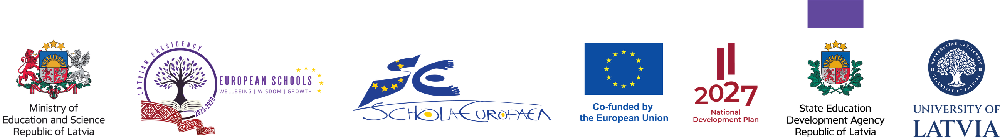 Ministry of
Education and Science
Republic of Latvia
LATVIAN PRESIDENCY
2025-2026
EUROPEAN SCHOOLS
WELLBEING | WISDOM | GROWTH
SCHOLA EUROPAEA
Co-funded by
the European Union
2027
National
Development Plan
State Education
Development Agency
Republic of Latvia
UNIVERSITAS LATVIENSIS
19 19
SCIENTIAE ET PATRIAE
UNIVERSITY OF
LATVIA